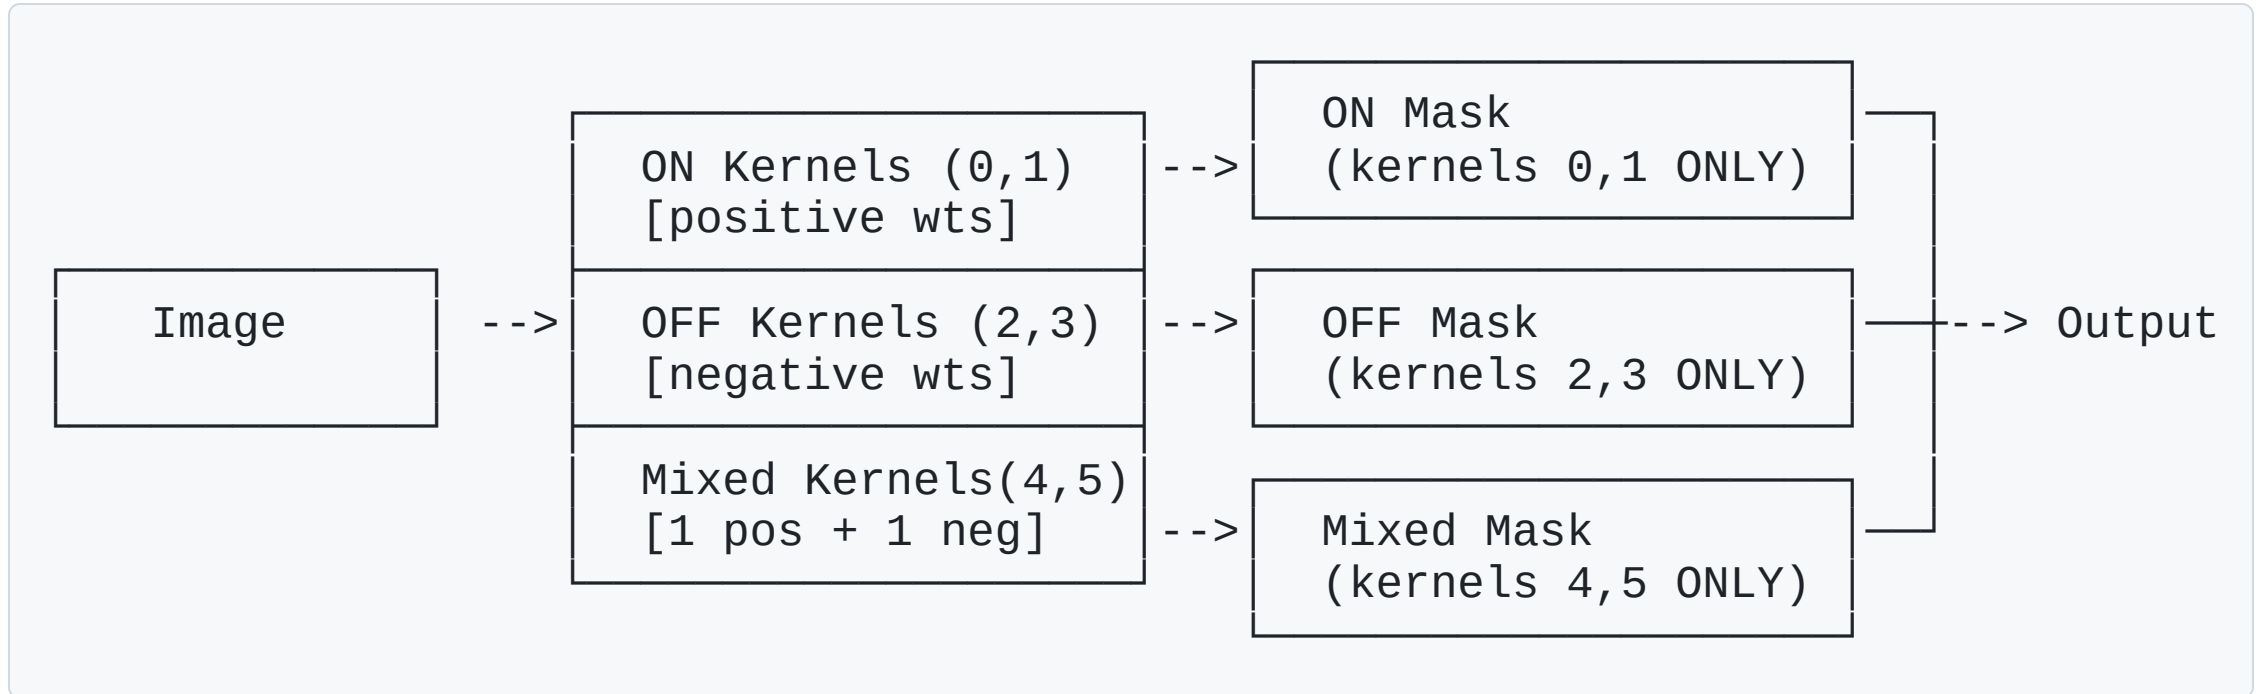 Image
-->
ON Kernels (0,1)
[positive wts]
OFF Kernels (2,3)
[negative wts]
Mixed Kernels(4,5)
[1 pos + 1 neg]
-->
-->
-->
ON Mask
(kernels 0,1 ONLY)
OFF Mask
(kernels 2,3 ONLY)
Mixed Mask
(kernels 4,5 ONLY)
--> Output